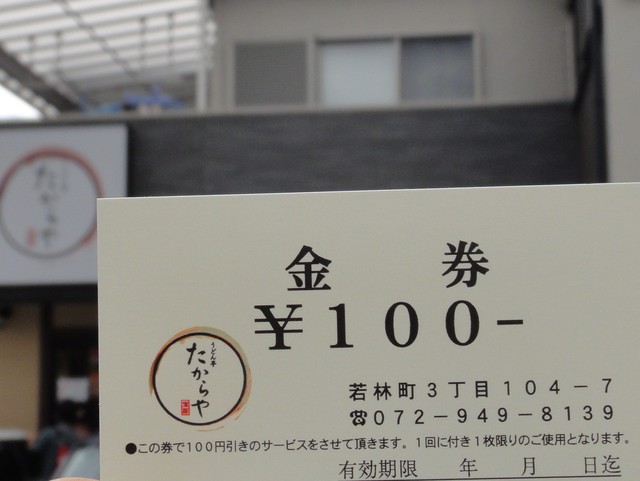 たからや
金券
¥100-
うどん亭
たからや
若林町3丁目104-7
☎072-949-8139
●この券で100円引きのサービスをさせて頂きます。1回に付き1枚限りのご使用となります。
有効期限　年　月　日迄